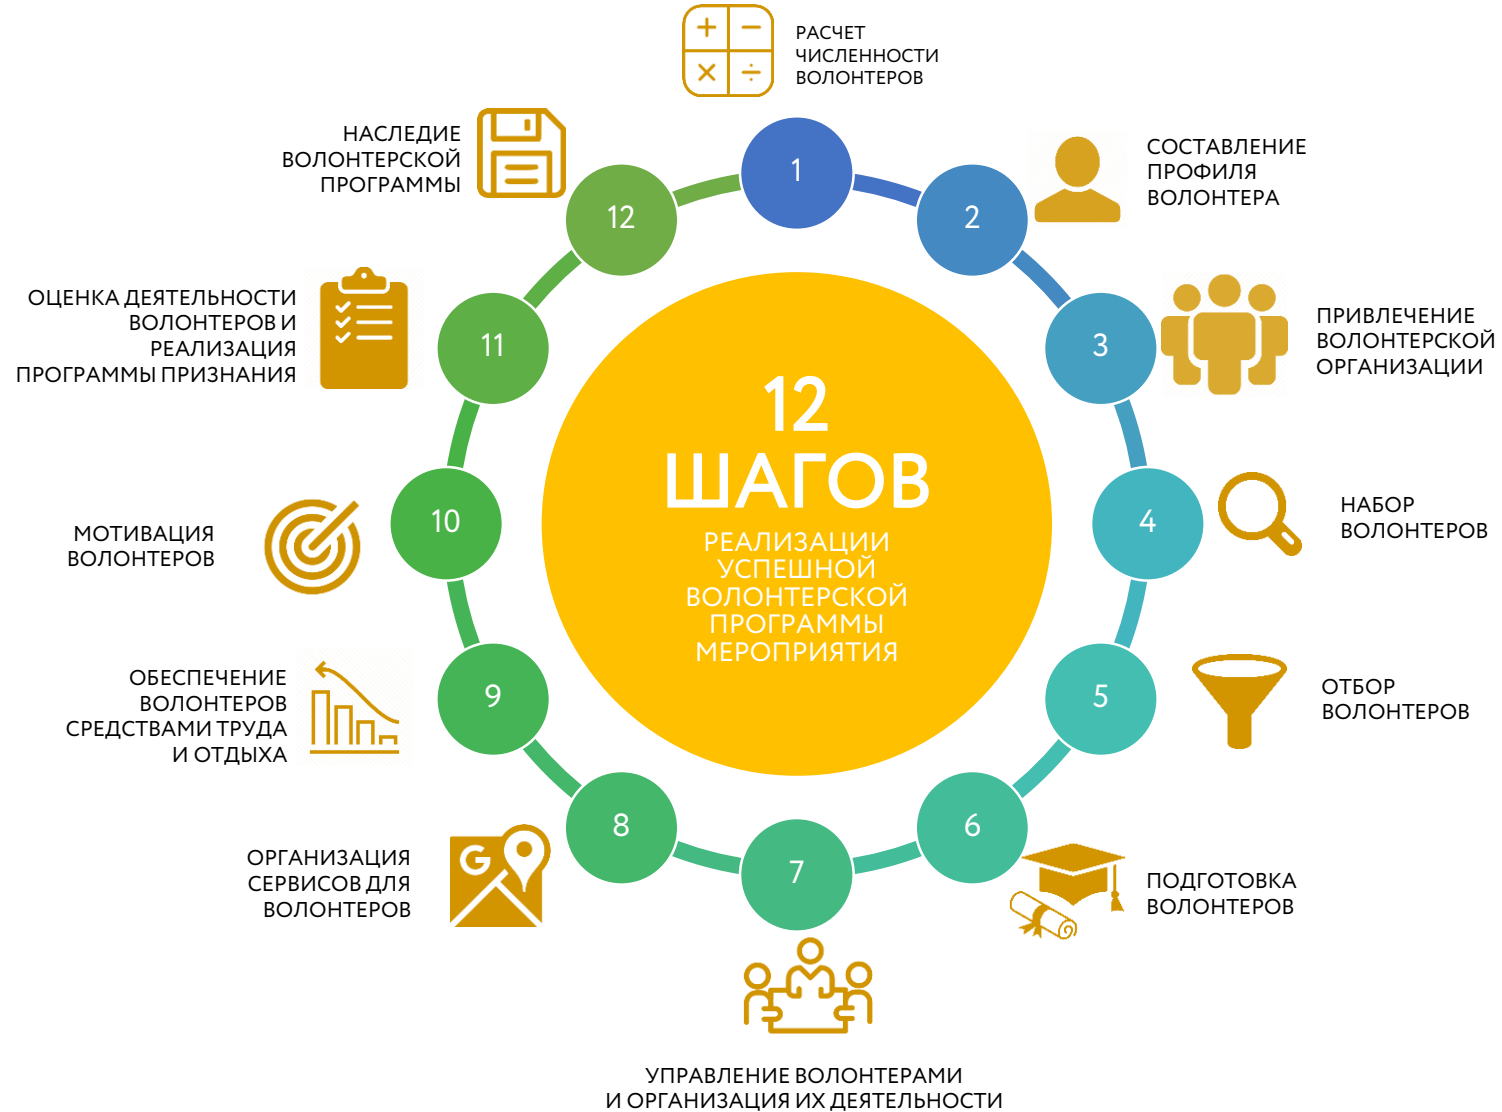 12
ШАГОВ
РЕАЛИЗАЦИИ
УСПЕШНОЙ
ВОЛОНТЕРСКОЙ
ПРОГРАММЫ
МЕРОПРИЯТИЯ
1
РАСЧЕТ
ЧИСЛЕННОСТИ
ВОЛОНТЕРОВ
2
СОСТАВЛЕНИЕ
ПРОФИЛЯ
ВОЛОНТЕРА
3
ПРИВЛЕЧЕНИЕ
ВОЛОНТЕРСКОЙ
ОРГАНИЗАЦИИ
4
НАБОР
ВОЛОНТЕРОВ
5
ОТБОР
ВОЛОНТЕРОВ
6
ПОДГОТОВКА
ВОЛОНТЕРОВ
7
УПРАВЛЕНИЕ ВОЛОНТЕРАМИ
И ОРГАНИЗАЦИЯ ИХ ДЕЯТЕЛЬНОСТИ
8
G
ОРГАНИЗАЦИЯ
СЕРВИСОВ ДЛЯ
ВОЛОНТЕРОВ
9
ОБЕСПЕЧЕНИЕ
ВОЛОНТЕРОВ
СРЕДСТВАМИ ТРУДА
И ОТДЫХА
10
МОТИВАЦИЯ
ВОЛОНТЕРОВ
11
ОЦЕНКА ДЕЯТЕЛЬНОСТИ
ВОЛОНТЕРОВ И
РЕАЛИЗАЦИЯ
ПРОГРАММЫ ПРИЗНАНИЯ
12
НАСЛЕДИЕ
ВОЛОНТЕРСКОЙ
ПРОГРАММЫ